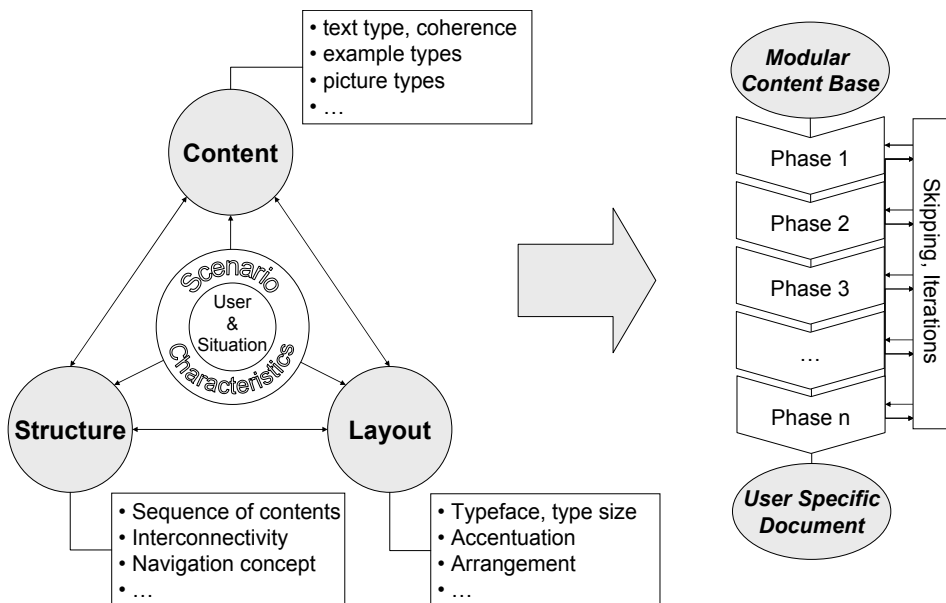 • text type, coherence
• example types
• picture types
• …
Content
Scenario
User
&
Situation
Characteristics
Structure
Layout
• Sequence of contents
• Interconnectivity
• Navigation concept
• …
• Typeface, type size
• Accentuation
• Arrangement
• …
Modular
Content Base
Phase 1
Phase 2
Phase 3
…
Phase n
Skipping, Iterations
User Specific
Document